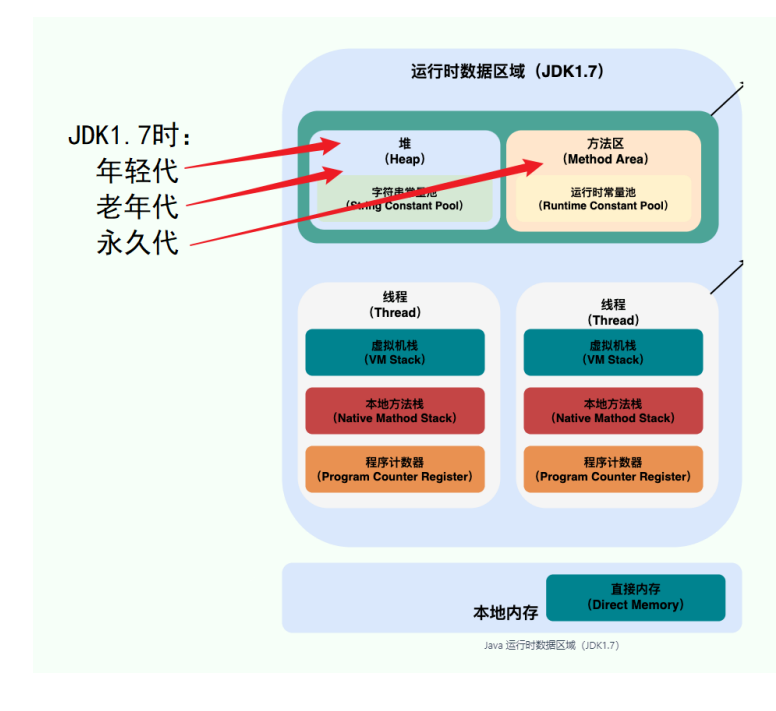 运行时数据区域（JDK1.7）
JDK1.7时：
年轻代
老年代
永久代
堆
（Heap）
字符串常量池
（String Constant Pool）
方法区
（Method Area）
运行时常量池
（Runtime Constant Pool）
线程
（Thread）
虚拟机栈
（VM Stack）
本地方法栈
（Native Mathod Stack）
程序计数器
（Program Counter Register）
线程
（Thread）
虚拟机栈
（VM Stack）
本地方法栈
（Native Mathod Stack）
程序计数器
（Program Counter Register）
本地内存
直接内存
（Direct Memory）
Java 运行时数据区域（JDK1.7）